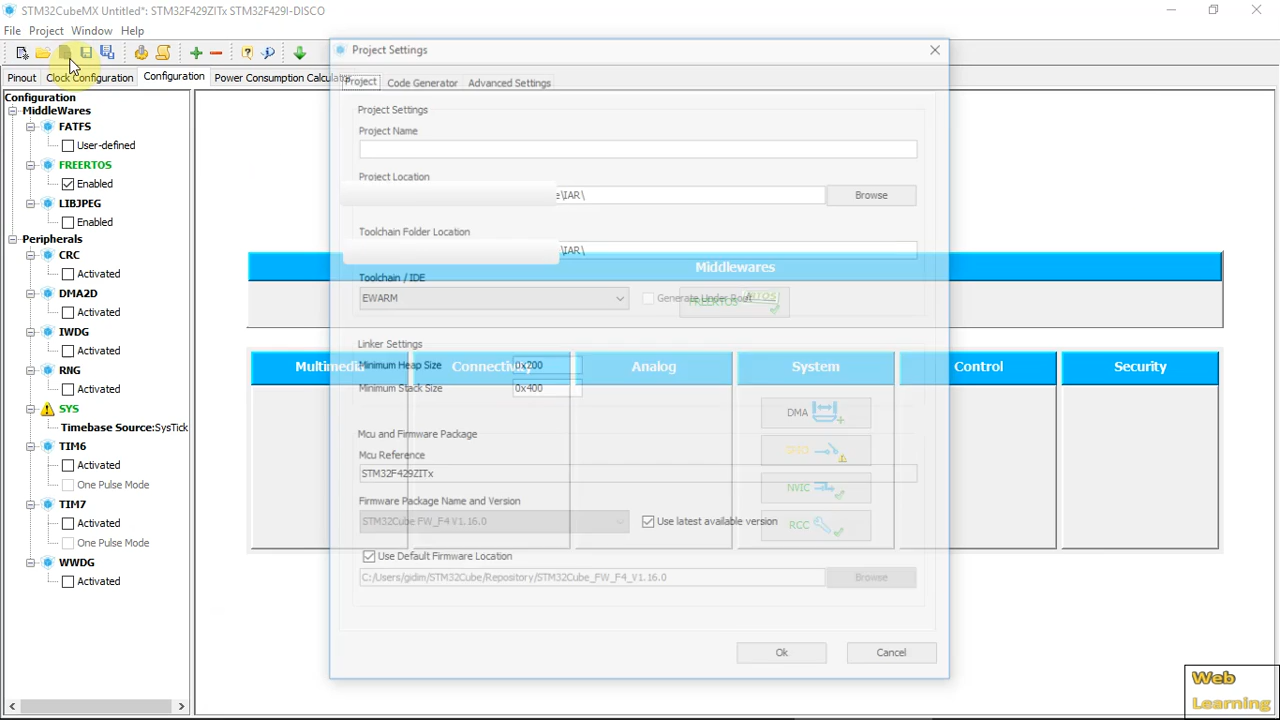 STM32CubeMX Untitled*: STM32F429ZITx STM32F429I-DISCO
File Project Window Help
Pinout Clock Configuration Configuration Power Consumption Calculator
Configuration
MiddleWares
FATFS
User-defined
FREERTOS
Enabled
LIBJPEG
Enabled
Peripherals
CRC
Activated
DMA2D
Activated
IWDG
Activated
RNG
Activated
SYS
Timebase Source:SysTick
TIM6
Activated
One Pulse Mode
TIM7
Activated
One Pulse Mode
WWDG
Activated
Project Settings
Project Code Generator Advanced Settings
Project Settings
Project Name
Project Location
e\IAR\ Browse
Toolchain Folder Location
\IAR\
Toolchain / IDE
EWARM Generate Under Root
Linker Settings
Minimum Heap Size 0x200
Minimum Stack Size 0x400
Mcu and Firmware Package
Mcu Reference
STM32F429ZITx
Firmware Package Name and Version
STM32Cube FW_F4 V1.16.0 Use latest available version
Use Default Firmware Location
C:/Users/gidim/STM32Cube/Repository/STM32Cube_FW_F4_V1.16.0 Browse
Ok Cancel
Middlewares
FREERTOS
Multimedia Connectivity Analog System Control Security
DMA
GPIO
NVIC
RCC
Web
Learning